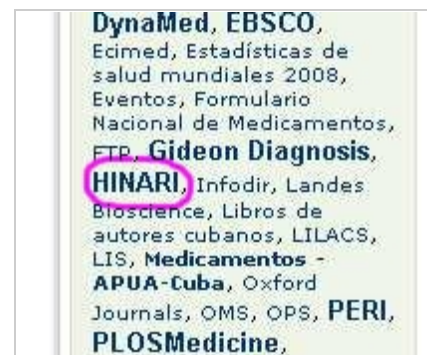 DynaMed, EBSCO,
Ecimed, Estadísticas de
salud mundiales 2008,
Eventos, Formulario
Nacional de Medicamentos,
FTP, Gideon Diagnosis,
HINARI, Infodir, Landes
Bioscience, Libros de
autores cubanos, LILACS,
LIS, Medicamentos -
APUA-Cuba, Oxford
Journals, OMS, OPS, PERI,
PLOSMedicine,